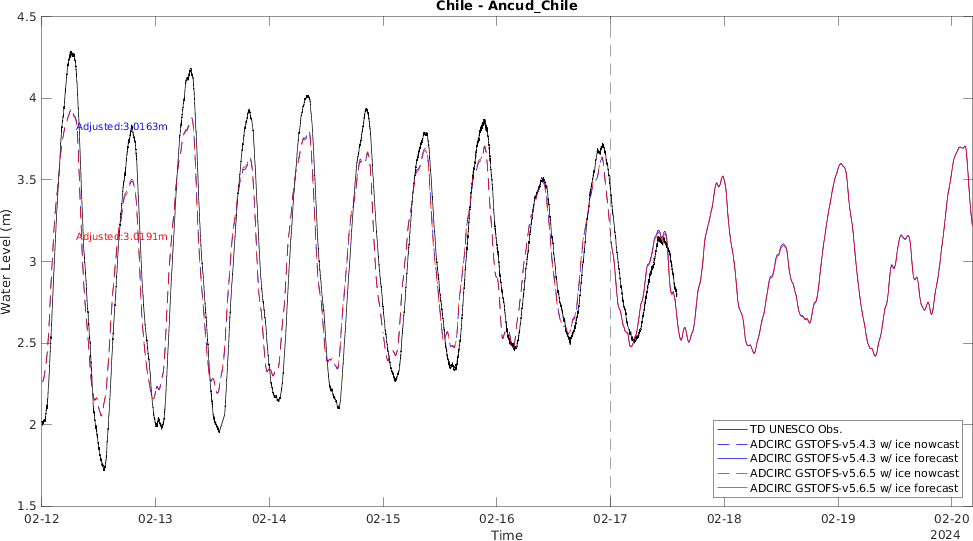 Chile - Ancud_Chile
4.5
4
3.5
3
2.5
2
1.5
Water Level (m)
Adjusted:3.0163m
Adjusted:3.0191m
TD UNESCO Obs.
ADCIRC GSTOFS-v5.4.3 w/ ice nowcast
ADCIRC GSTOFS-v5.4.3 w/ ice forecast
ADCIRC GSTOFS-v5.6.5 w/ ice nowcast
ADCIRC GSTOFS-v5.6.5 w/ ice forecast
02-12 02-13 02-14 02-15 02-16 02-17 02-18 02-19 02-20
Time
2024